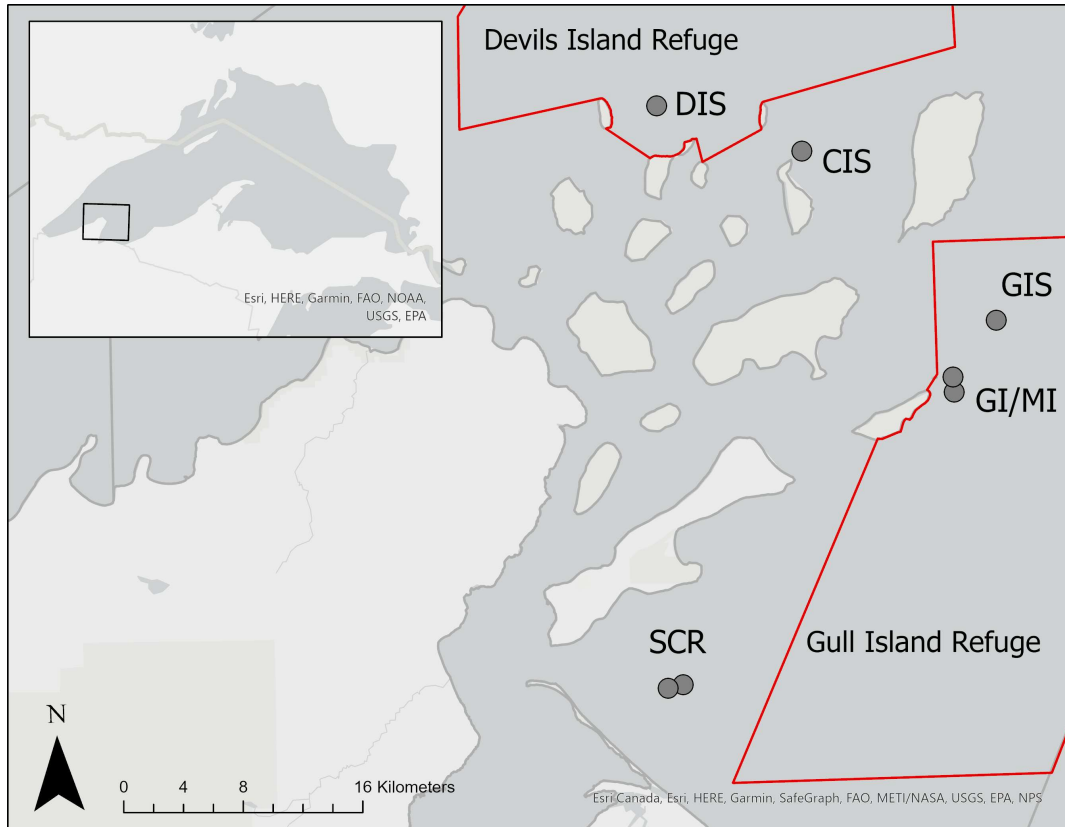 Devils Island Refuge
DIS
CIS
Esri, HERE, Garmin, FAO, NOAA,
USGS, EPA
GIS
GI/MI
SCR
Gull Island Refuge
N
0 4 8 16 Kilometers
Esri Canada, Esri, HERE, Garmin, SafeGraph, FAO, METI/NASA, USGS, EPA, NPS